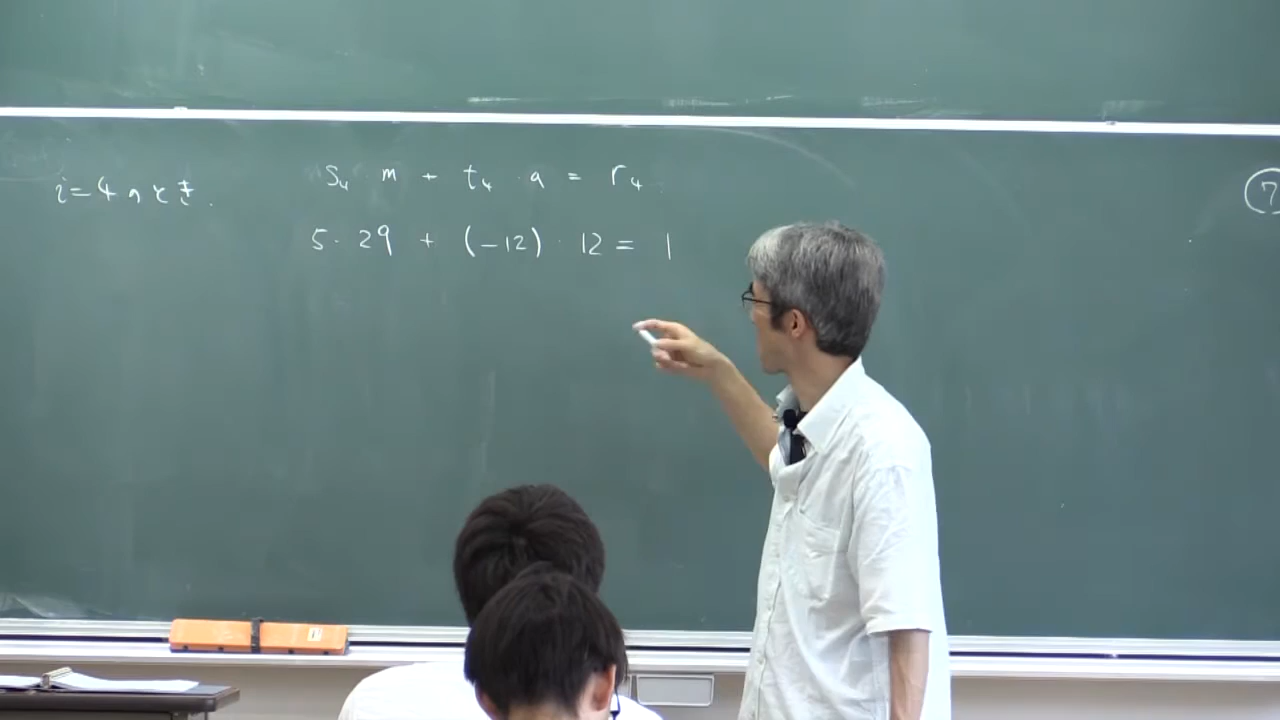 i=4のとき.
s₄ m + t₄ · a = r₄
5 · 29 + (-12) · 12 = 1
⑦